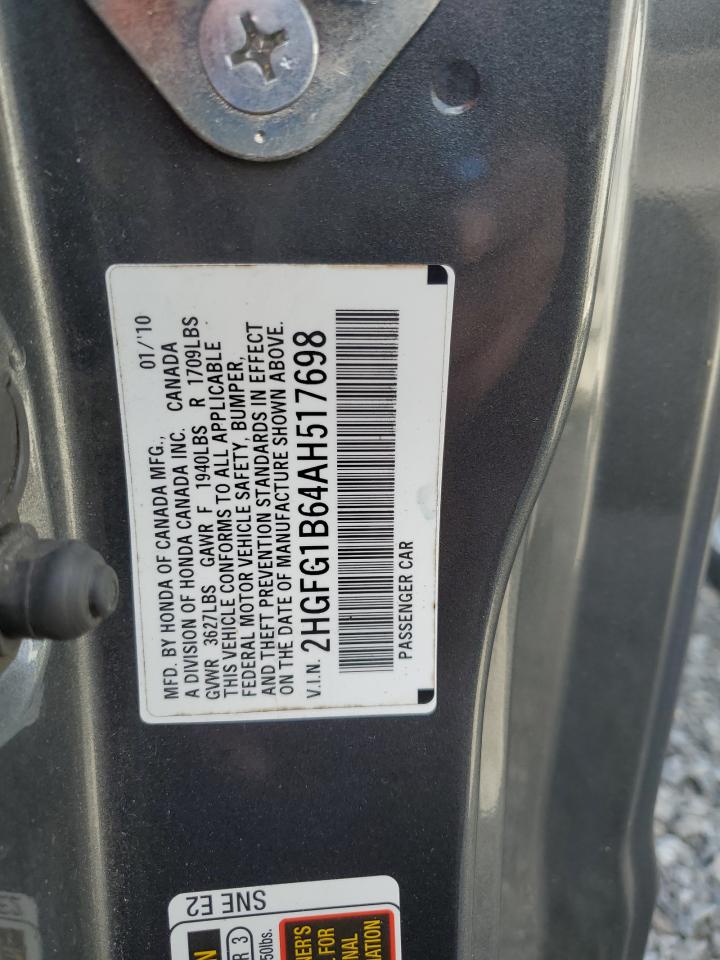 MFD. BY HONDA OF CANADA MFG., 01/'10
A DIVISION OF HONDA CANADA INC. CANADA
GVWR 3627LBS GAWR F 1940LBS R 1709LBS
THIS VEHICLE CONFORMS TO ALL APPLICABLE
FEDERAL MOTOR VEHICLE SAFETY, BUMPER,
AND THEFT PREVENTION STANDARDS IN EFFECT
ON THE DATE OF MANUFACTURE SHOWN ABOVE.
V.I.N. 2HGFG1B64AH517698
PASSENGER CAR
SNE E2